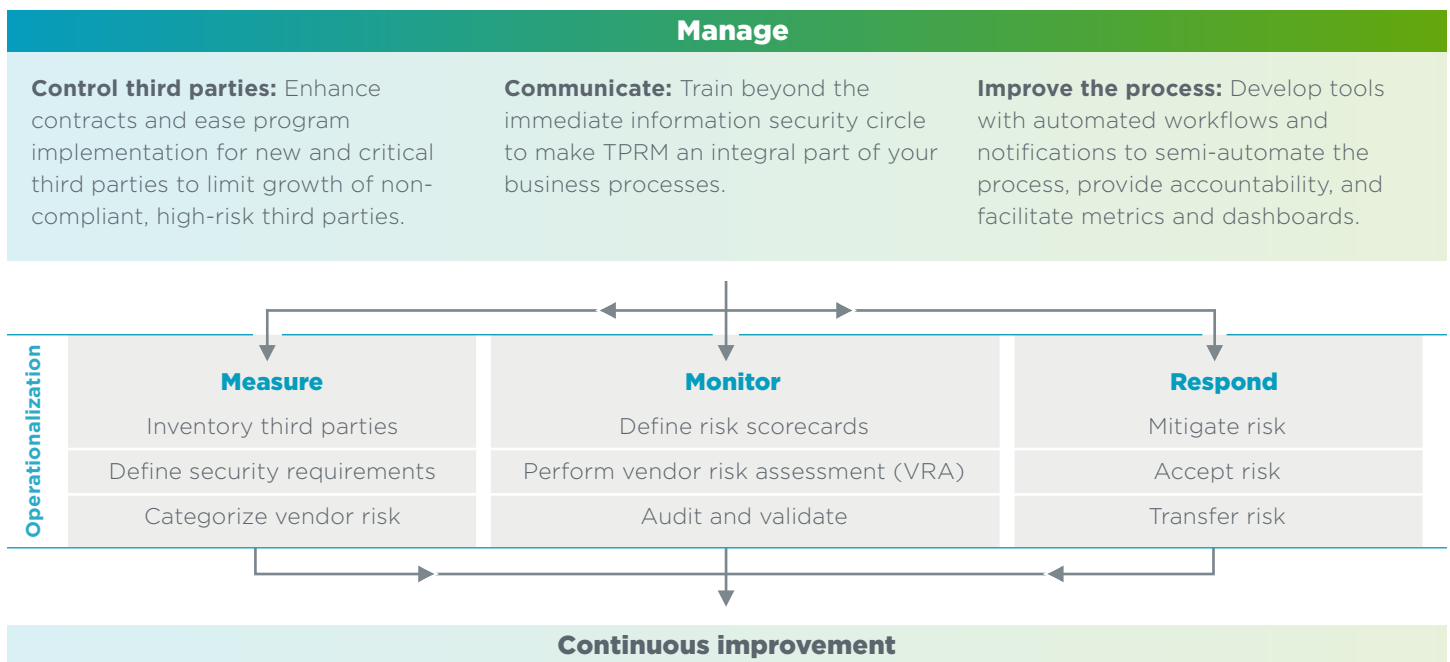 Manage
Control third parties: Enhance
contracts and ease program
implementation for new and critical
third parties to limit growth of non-
compliant, high-risk third parties.
Communicate: Train beyond the
immediate information security circle
to make TPRM an integral part of your
business processes.
Improve the process: Develop tools
with automated workflows and
notifications to semi-automate the
process, provide accountability, and
facilitate metrics and dashboards.
Operationalization
Measure
Inventory third parties
Define security requirements
Categorize vendor risk
Monitor
Define risk scorecards
Perform vendor risk assessment (VRA)
Audit and validate
Respond
Mitigate risk
Accept risk
Transfer risk
Continuous improvement